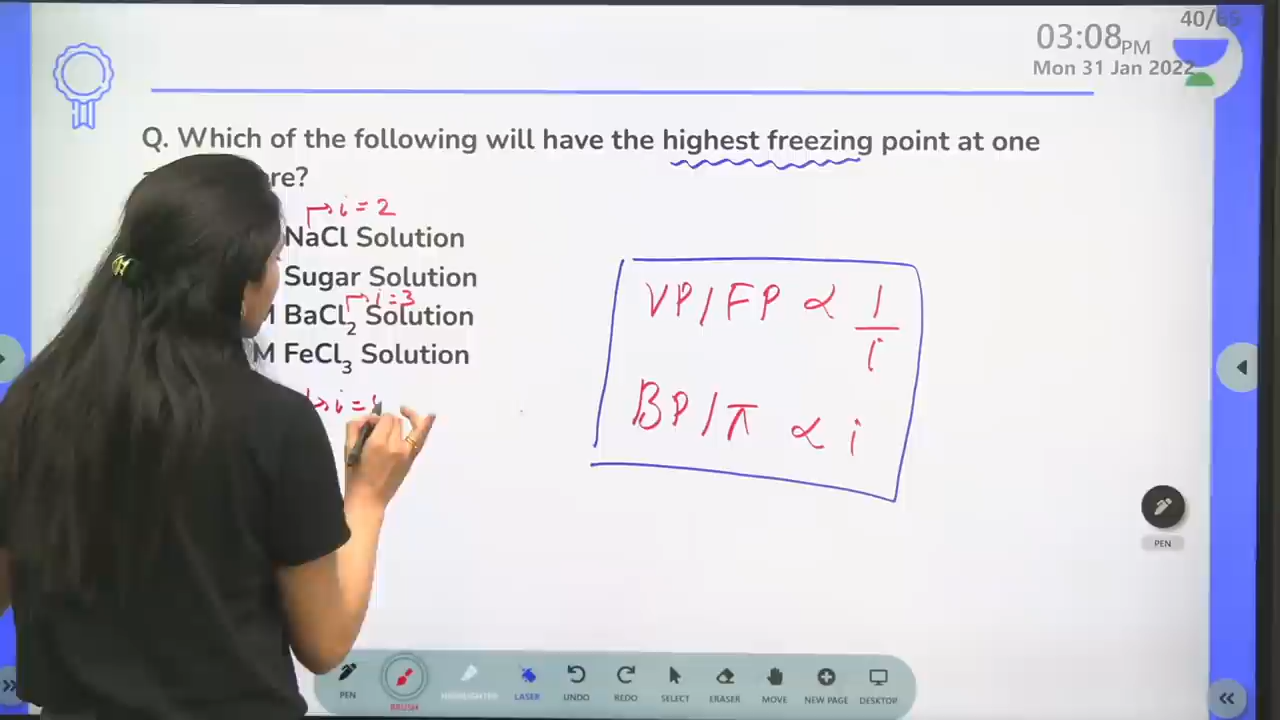 40/65
03:08PM
Mon 31 Jan 2022
Q. Which of the following will have the highest freezing point at one
re?
i = 2
NaCl Solution
Sugar Solution
i = 3
M BaCl2 Solution
M FeCl3 Solution
i =
VP/FP ∝ 1/i
BP/π ∝ i
PEN
PEN
BRUSH
HIGHLIGHTER
LASER
UNDO
REDO
SELECT
ERASER
MOVE
NEW PAGE
DESKTOP